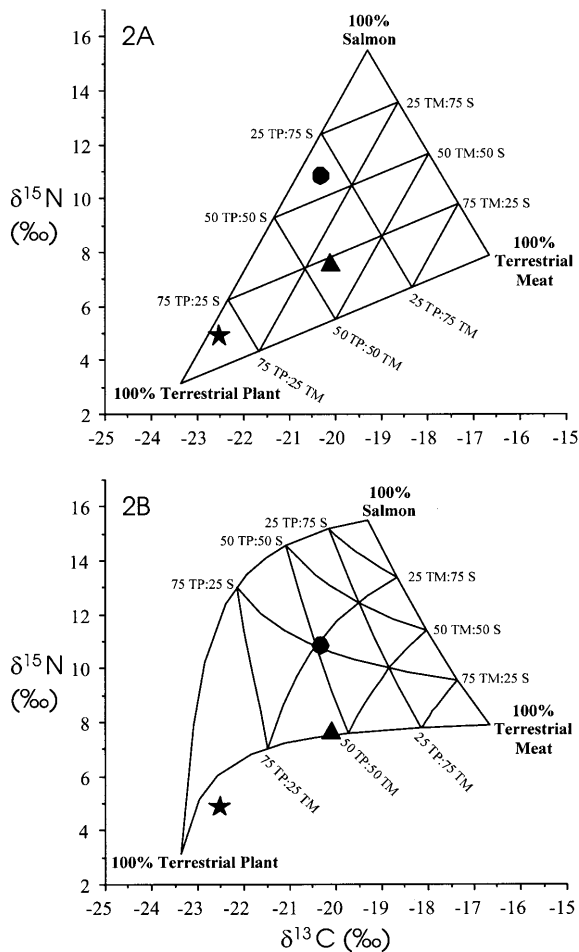 2A
16
14
12
10
8
6
4
2
δ¹⁵N
(‰)
100%
Salmon
25 TP:75 S
25 TM:75 S
50 TM:50 S
50 TP:50 S
75 TM:25 S
100%
Terrestrial
Meat
75 TP:25 S
25 TP:75 TM
50 TP:50 TM
75 TP:25 TM
100% Terrestrial Plant
-25 -24 -23 -22 -21 -20 -19 -18 -17 -16 -15
2B
16
14
12
10
8
6
4
2
δ¹⁵N
(‰)
100%
Salmon
25 TP:75 S
50 TP:50 S
75 TP:25 S
25 TM:75 S
50 TM:50 S
75 TM:25 S
100%
Terrestrial
Meat
25 TP:75 TM
50 TP:50 TM
75 TP:25 TM
100% Terrestrial Plant
-25 -24 -23 -22 -21 -20 -19 -18 -17 -16 -15
δ¹³C (‰)